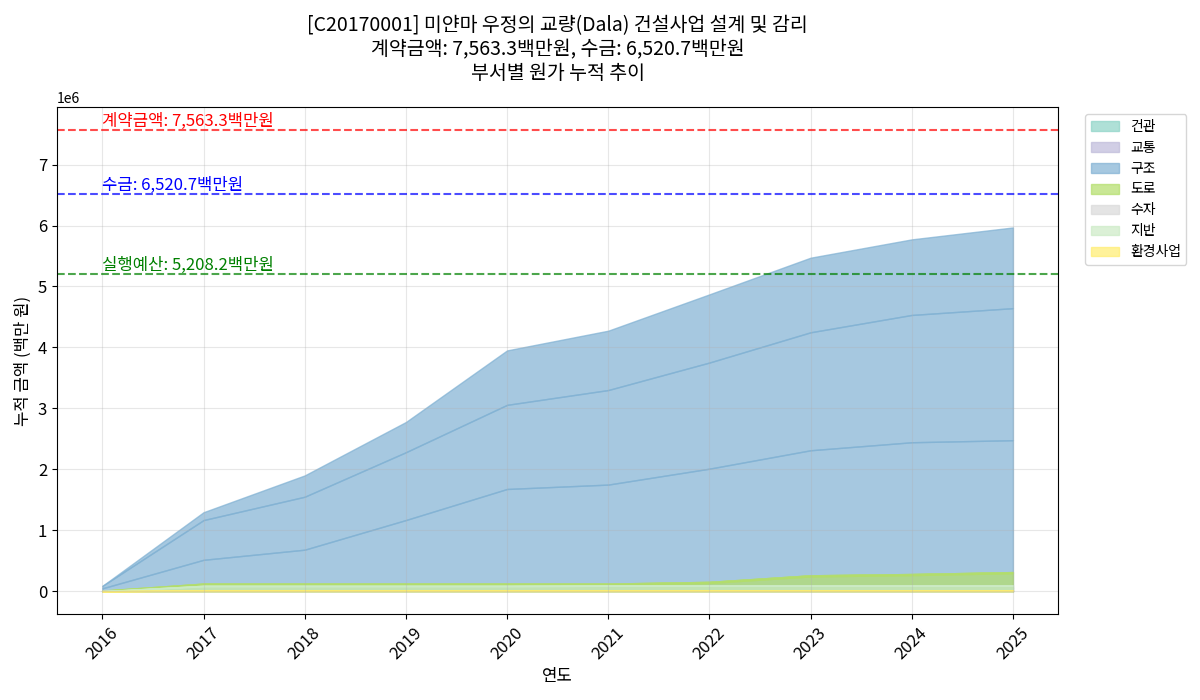 [C20170001] 미얀마 우정의 교량(Dala) 건설사업 설계 및 감리
계약금액: 7,563.3백만원, 수금: 6,520.7백만원
부서별 원가 누적 추이
1e6
계약금액: 7,563.3백만원
수금: 6,520.7백만원
실행예산: 5,208.2백만원
누적 금액 (백만 원)
7
6
5
4
3
2
1
0
2016
2017
2018
2019
2020
2021
2022
2023
2024
2025
연도
건관
교통
구조
도로
수자
지반
환경사업